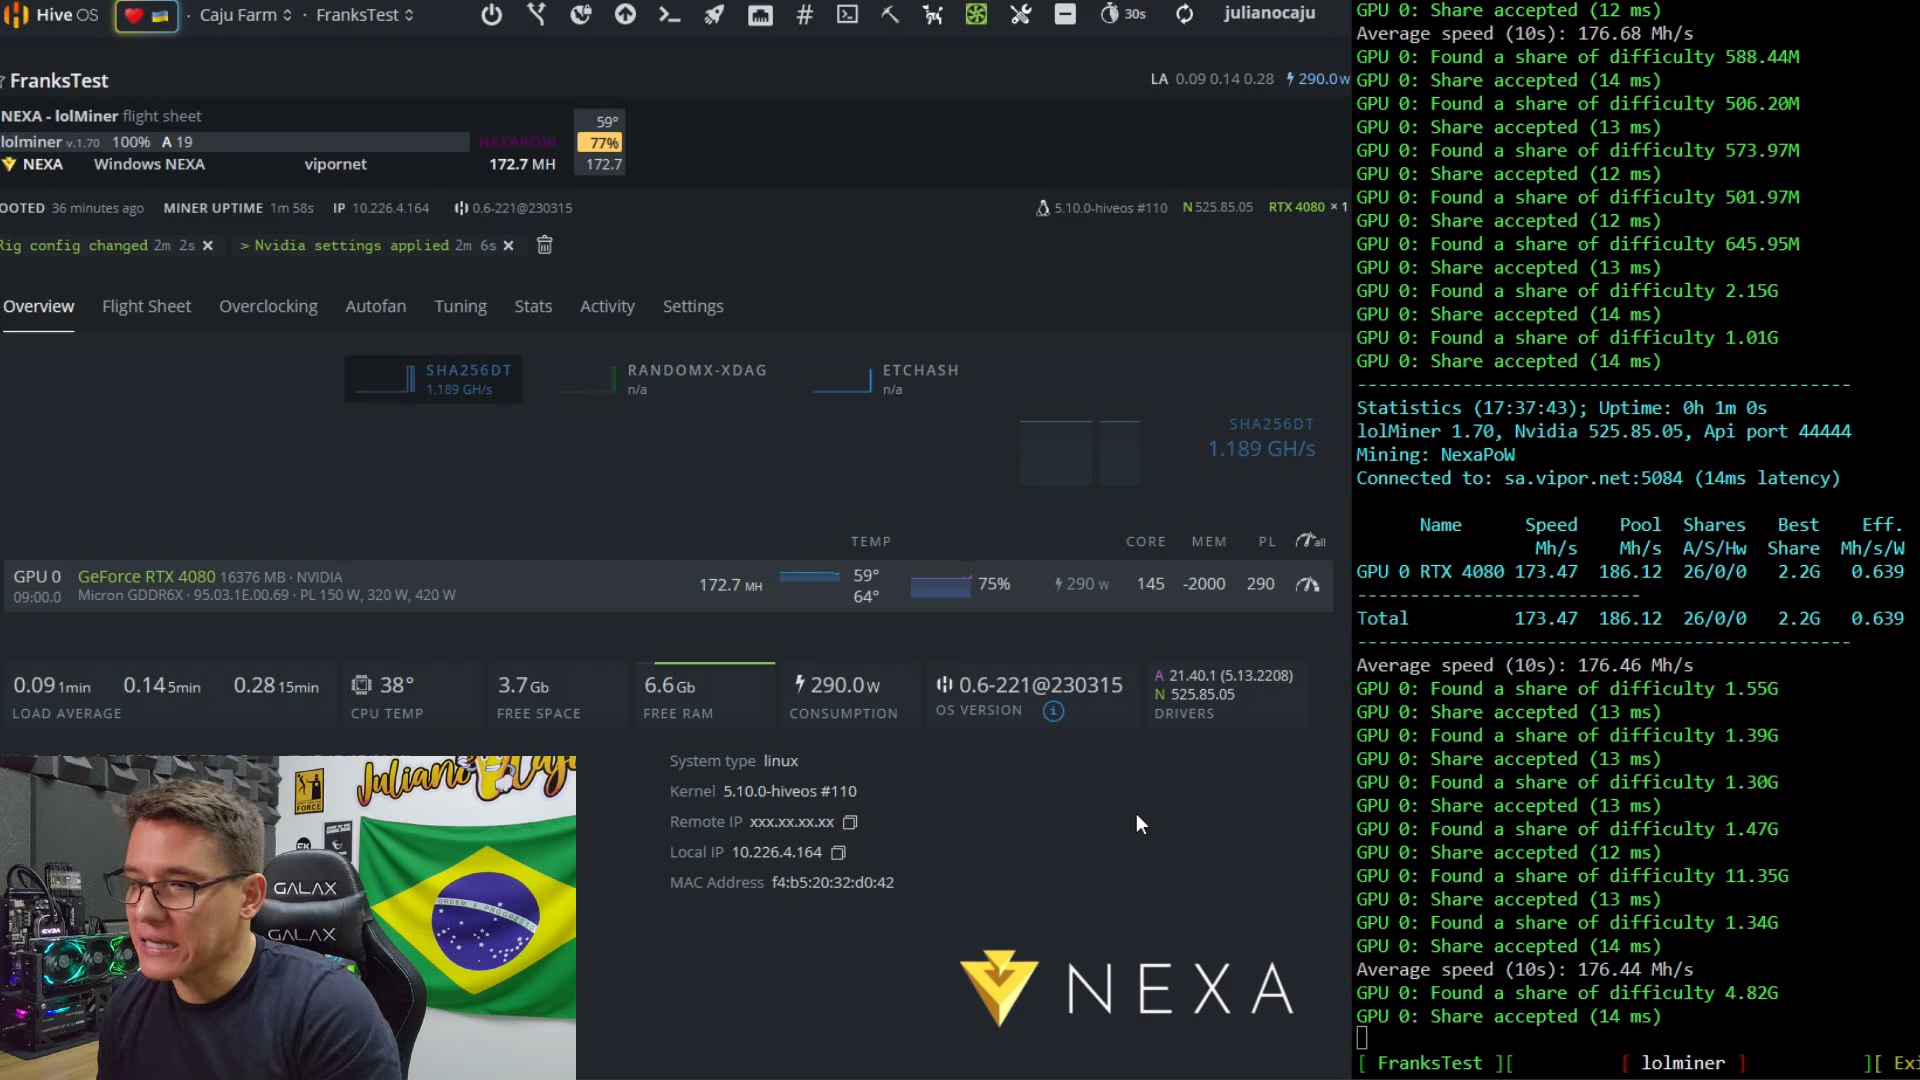 Hive OS · Caju Farm · FranksTest # 30s julianocaju
FranksTest LA 0.09 0.14 0.28 290.0w
NEXA - lolMiner flight sheet
59°
lolminer v.1.70 100% A 19 NEXAPOW 77%
NEXA Windows NEXA vipornet 172.7 MH 172.7
OOTED 36 minutes ago MINER UPTIME 1m 58s IP 10.226.4.164 0.6-221@230315 5.10.0-hiveos #110 N 525.85.05 RTX 4080 × 1
Rig config changed 2m 2s × > Nvidia settings applied 2m 6s ×
Overview Flight Sheet Overclocking Autofan Tuning Stats Activity Settings
SHA256DT RANDOMX-XDAG ETCHASH
1.189 GH/s n/a n/a
SHA256DT
1.189 GH/s
TEMP CORE MEM PL all
GPU 0 GeForce RTX 4080 16376 MB · NVIDIA 172.7 MH 59° 75% 290 w 145 -2000 290
09:00.0 Micron GDDR6X · 95.03.1E.00.69 · PL 150 W, 320 W, 420 W 64°
0.09 1min 0.14 5min 0.28 15min 38° 3.7 Gb 6.6 Gb 290.0 w 0.6-221@230315 A 21.40.1 (5.13.2208)
N 525.85.05
LOAD AVERAGE CPU TEMP FREE SPACE FREE RAM CONSUMPTION OS VERSION DRIVERS
System type linux
Kernel 5.10.0-hiveos #110
Remote IP xxx.xx.xx.xx
Local IP 10.226.4.164
MAC Address f4:b5:20:32:d0:42
Juliano Caju
FORCE
GALAX
GALAX
EVGA
ORDEM E PROGRESSO
NEXA
GPU 0: Share accepted (12 ms)
Average speed (10s): 176.68 Mh/s
GPU 0: Found a share of difficulty 588.44M
GPU 0: Share accepted (14 ms)
GPU 0: Found a share of difficulty 506.20M
GPU 0: Share accepted (13 ms)
GPU 0: Found a share of difficulty 573.97M
GPU 0: Share accepted (12 ms)
GPU 0: Found a share of difficulty 501.97M
GPU 0: Share accepted (12 ms)
GPU 0: Found a share of difficulty 645.95M
GPU 0: Share accepted (13 ms)
GPU 0: Found a share of difficulty 2.15G
GPU 0: Share accepted (14 ms)
GPU 0: Found a share of difficulty 1.01G
GPU 0: Share accepted (14 ms)
-----------------------------------------------
Statistics (17:37:43); Uptime: 0h 1m 0s
lolMiner 1.70, Nvidia 525.85.05, Api port 44444
Mining: NexaPoW
Connected to: sa.vipor.net:5084 (14ms latency)
Name Speed Pool Shares Best Eff.
Mh/s Mh/s A/S/Hw Share Mh/s/W
GPU 0 RTX 4080 173.47 186.12 26/0/0 2.2G 0.639
---------------------------
Total 173.47 186.12 26/0/0 2.2G 0.639
-----------------------------------------------
Average speed (10s): 176.46 Mh/s
GPU 0: Found a share of difficulty 1.55G
GPU 0: Share accepted (13 ms)
GPU 0: Found a share of difficulty 1.39G
GPU 0: Share accepted (13 ms)
GPU 0: Found a share of difficulty 1.30G
GPU 0: Share accepted (13 ms)
GPU 0: Found a share of difficulty 1.47G
GPU 0: Share accepted (12 ms)
GPU 0: Found a share of difficulty 11.35G
GPU 0: Share accepted (13 ms)
GPU 0: Found a share of difficulty 1.34G
GPU 0: Share accepted (14 ms)
Average speed (10s): 176.44 Mh/s
GPU 0: Found a share of difficulty 4.82G
GPU 0: Share accepted (14 ms)
[ FranksTest ][ [ lolminer ] ][ Exi